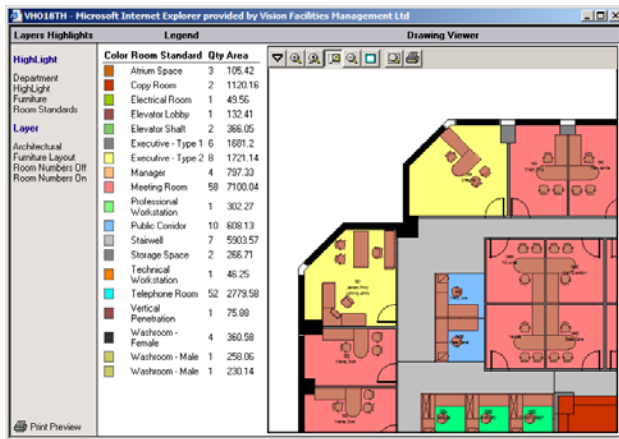 VHO18TH - Microsoft Internet Explorer provided by Vision Facilities Management Ltd
Layers Highlights Legend Drawing Viewer
HighLight
Department
HighLight
Furniture
Room Standards
Layer
Architectural
Furniture Layout
Room Numbers Off
Room Numbers On
Print Preview
Color Room Standard Qty Area
Atrium Space 3 105.42
Copy Room 2 1120.16
Electrical Room 1 49.56
Elevator Lobby 1 132.41
Elevator Shaft 2 366.05
Executive - Type 1 6 1681.2
Executive - Type 2 8 1721.14
Manager 4 797.33
Meeting Room 58 7100.04
Professional
Workstation 1 302.27
Public Corridor 10 608.13
Stairwell 7 5903.57
Storage Space 2 266.71
Technical
Workstation 1 46.25
Telephone Room 52 2779.58
Vertical
Penetration 1 75.88
Washroom -
Female 4 360.58
Washroom - Male 1 258.06
Washroom - Male 1 230.14